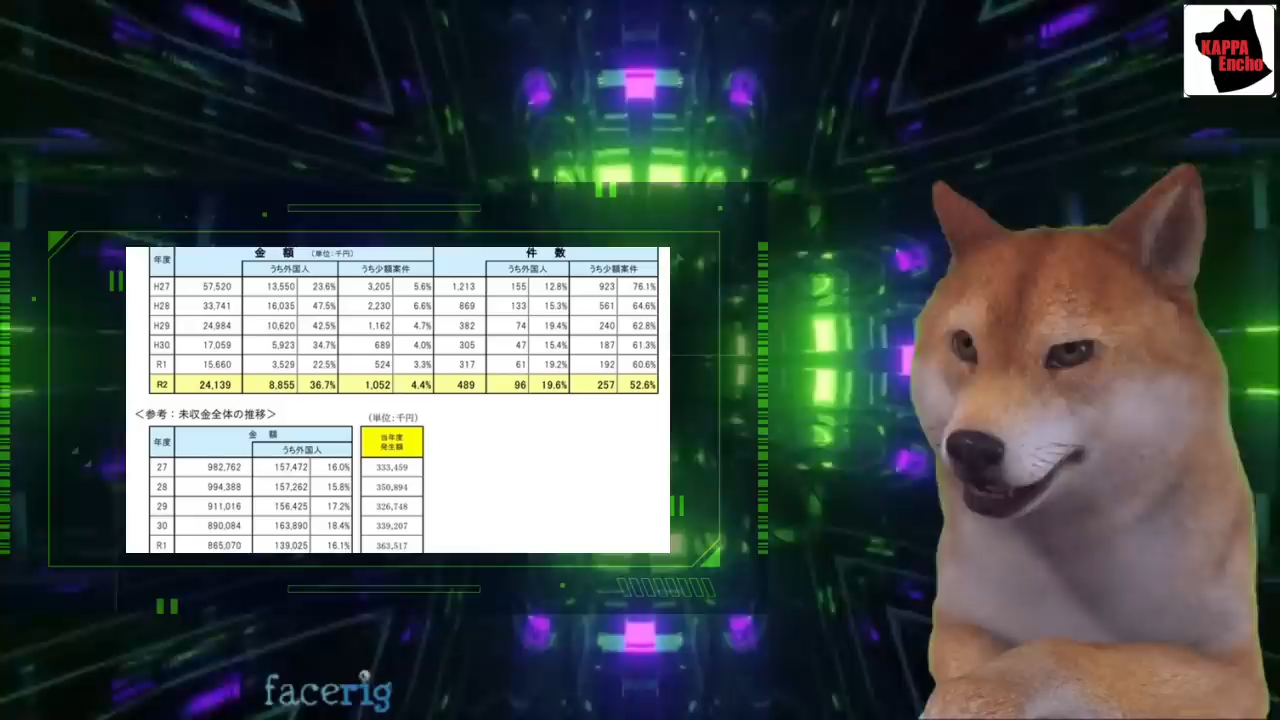 KAPPA
Encho
年度 金 額 (単位:千円) 件 数
うち外国人 うち少額案件 うち外国人 うち少額案件
H27 57,520 13,550 23.6% 3,205 5.6% 1,213 155 12.8% 923 76.1%
H28 33,741 16,035 47.5% 2,230 6.6% 869 133 15.3% 561 64.6%
H29 24,984 10,620 42.5% 1,162 4.7% 382 74 19.4% 240 62.8%
H30 17,059 5,923 34.7% 689 4.0% 305 47 15.4% 187 61.3%
R1 15,660 3,529 22.5% 524 3.3% 317 61 19.2% 192 60.6%
R2 24,139 8,855 36.7% 1,052 4.4% 489 96 19.6% 257 52.6%
<参考:未収金全体の推移> (単位:千円)
年度 金 額 当年度
うち外国人 発生額
27 982,762 157,472 16.0% 333,459
28 994,388 157,262 15.8% 350,894
29 911,016 156,425 17.2% 326,748
30 890,084 163,890 18.4% 339,207
R1 865,070 139,025 16.1% 363,517
facerig